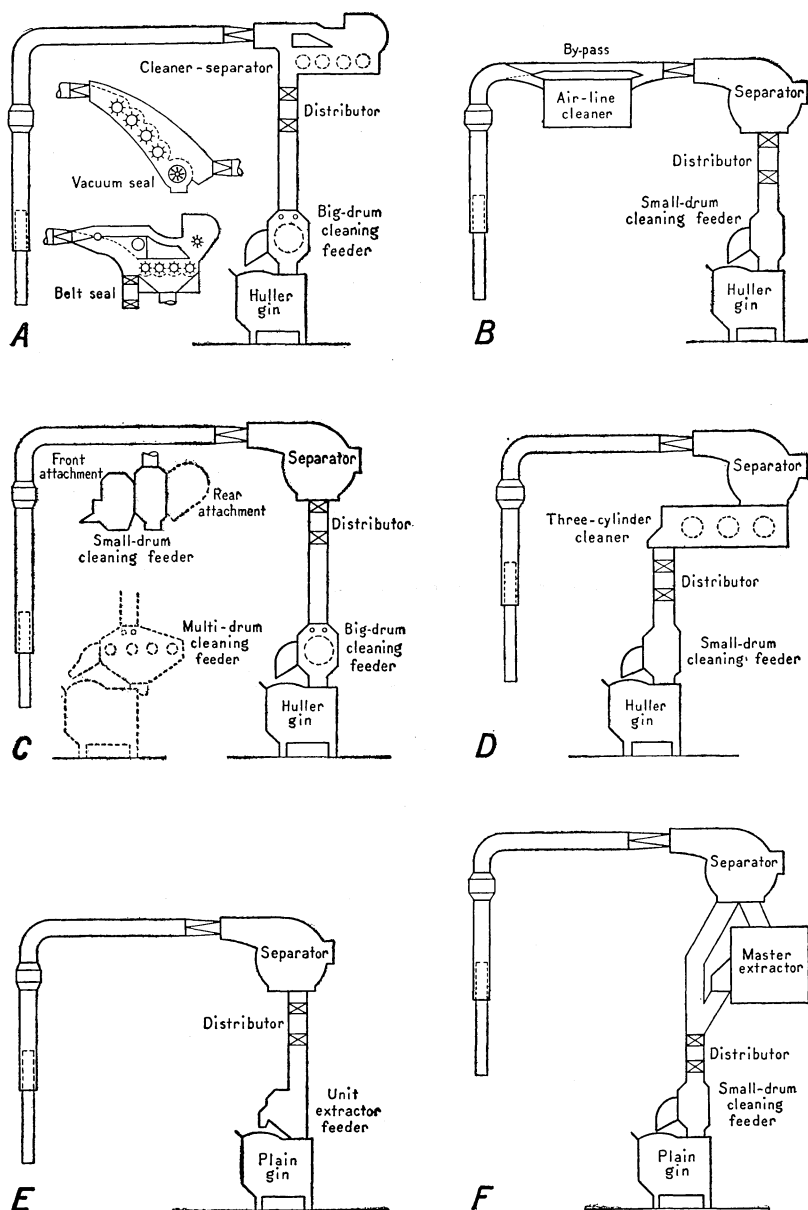 Cleaner-separator
Distributor
Vacuum seal
Big-drum
cleaning
feeder
Belt seal
Huller
gin
A
By-pass
Air-line
cleaner
Separator
Distributor
Small-drum
cleaning feeder
Huller
gin
B
Front
attachment
Separator
Rear
attachment
Small-drum
cleaning feeder
Distributor
Multi-drum
cleaning
feeder
Big-drum
cleaning
feeder
Huller
gin
C
Separator
Three-cylinder
cleaner
Distributor
Small-drum
cleaning feeder
Huller
gin
D
Separator
Distributor
Unit
extractor
feeder
Plain
gin
E
Separator
Master
extractor
Distributor
Small-drum
cleaning
feeder
Plain
gin
F